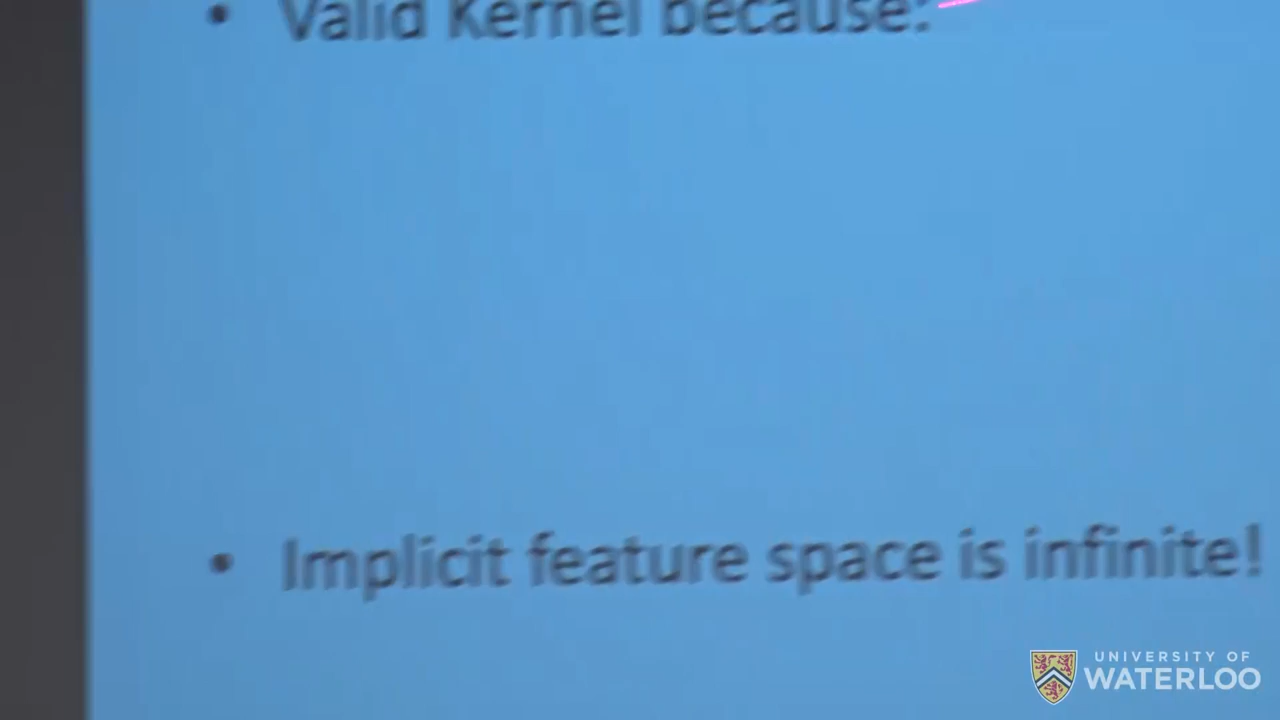 • Valid Kernel because:
• Implicit feature space is infinite!
UNIVERSITY OF
WATERLOO